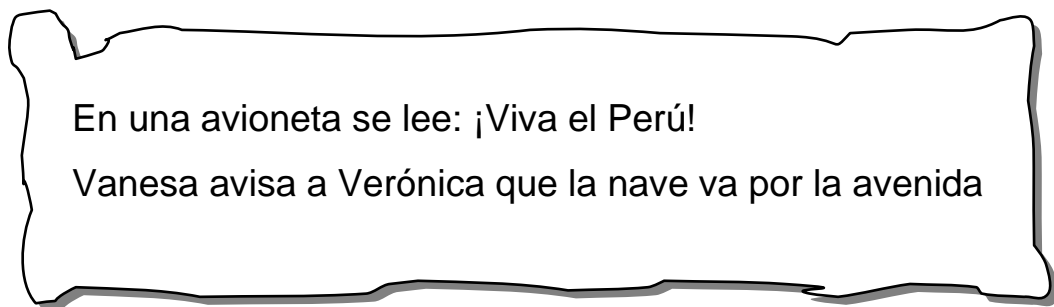 En una avioneta se lee: ¡Viva el Perú!
Vanesa avisa a Verónica que la nave va por la avenida